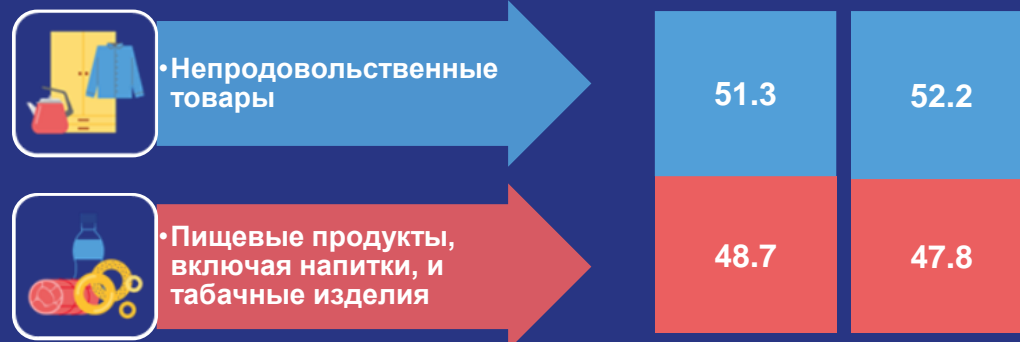 •Непродовольственные
товары
51.3
52.2
•Пищевые продукты,
включая напитки, и
табачные изделия
48.7
47.8